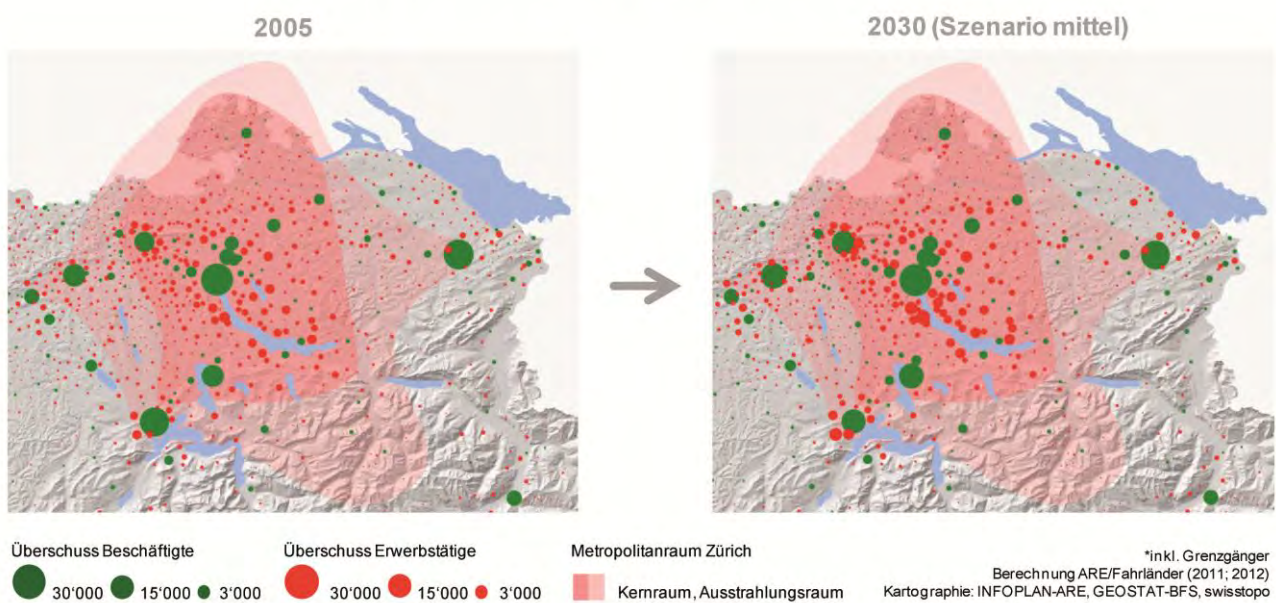 2005
2030 (Szenario mittel)
Überschuss Beschäftigte
30'000 15'000 3'000
Überschuss Erwerbstätige
30'000 15'000 3'000
Metropolitanraum Zürich
Kernraum, Ausstrahlungsraum
*inkl. Grenzgänger
Berechnung ARE/Fahrländer (2011; 2012)
Kartographie: INFOPLAN-ARE, GEOSTAT-BFS, swisstopo